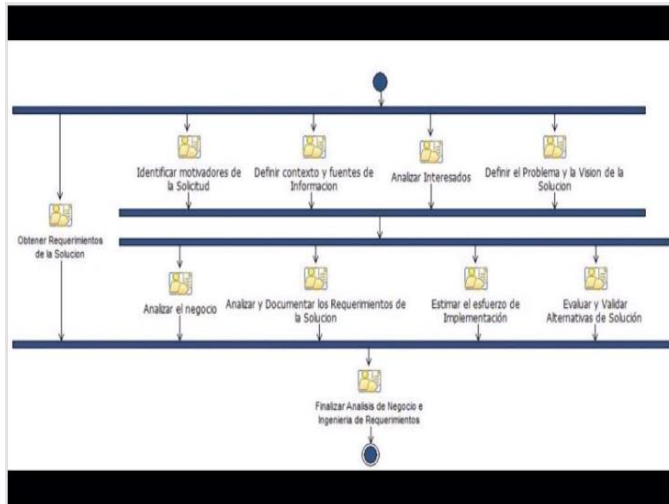 Identificar motivadores de
la Solicitud
Definir contexto y fuentes de
Informacion
Analizar Interesados
Definir el Problema y la Vision de la
Solucion
Obtener Requerimientos
de la Solucion
Analizar el negocio
Analizar y Documentar los Requerimientos de
la Solucion
Estimar el esfuerzo de
Implementación
Evaluar y Validar
Alternativas de Solución
Finalizar Analisis de Negocio e
Ingenieria de Requerimientos